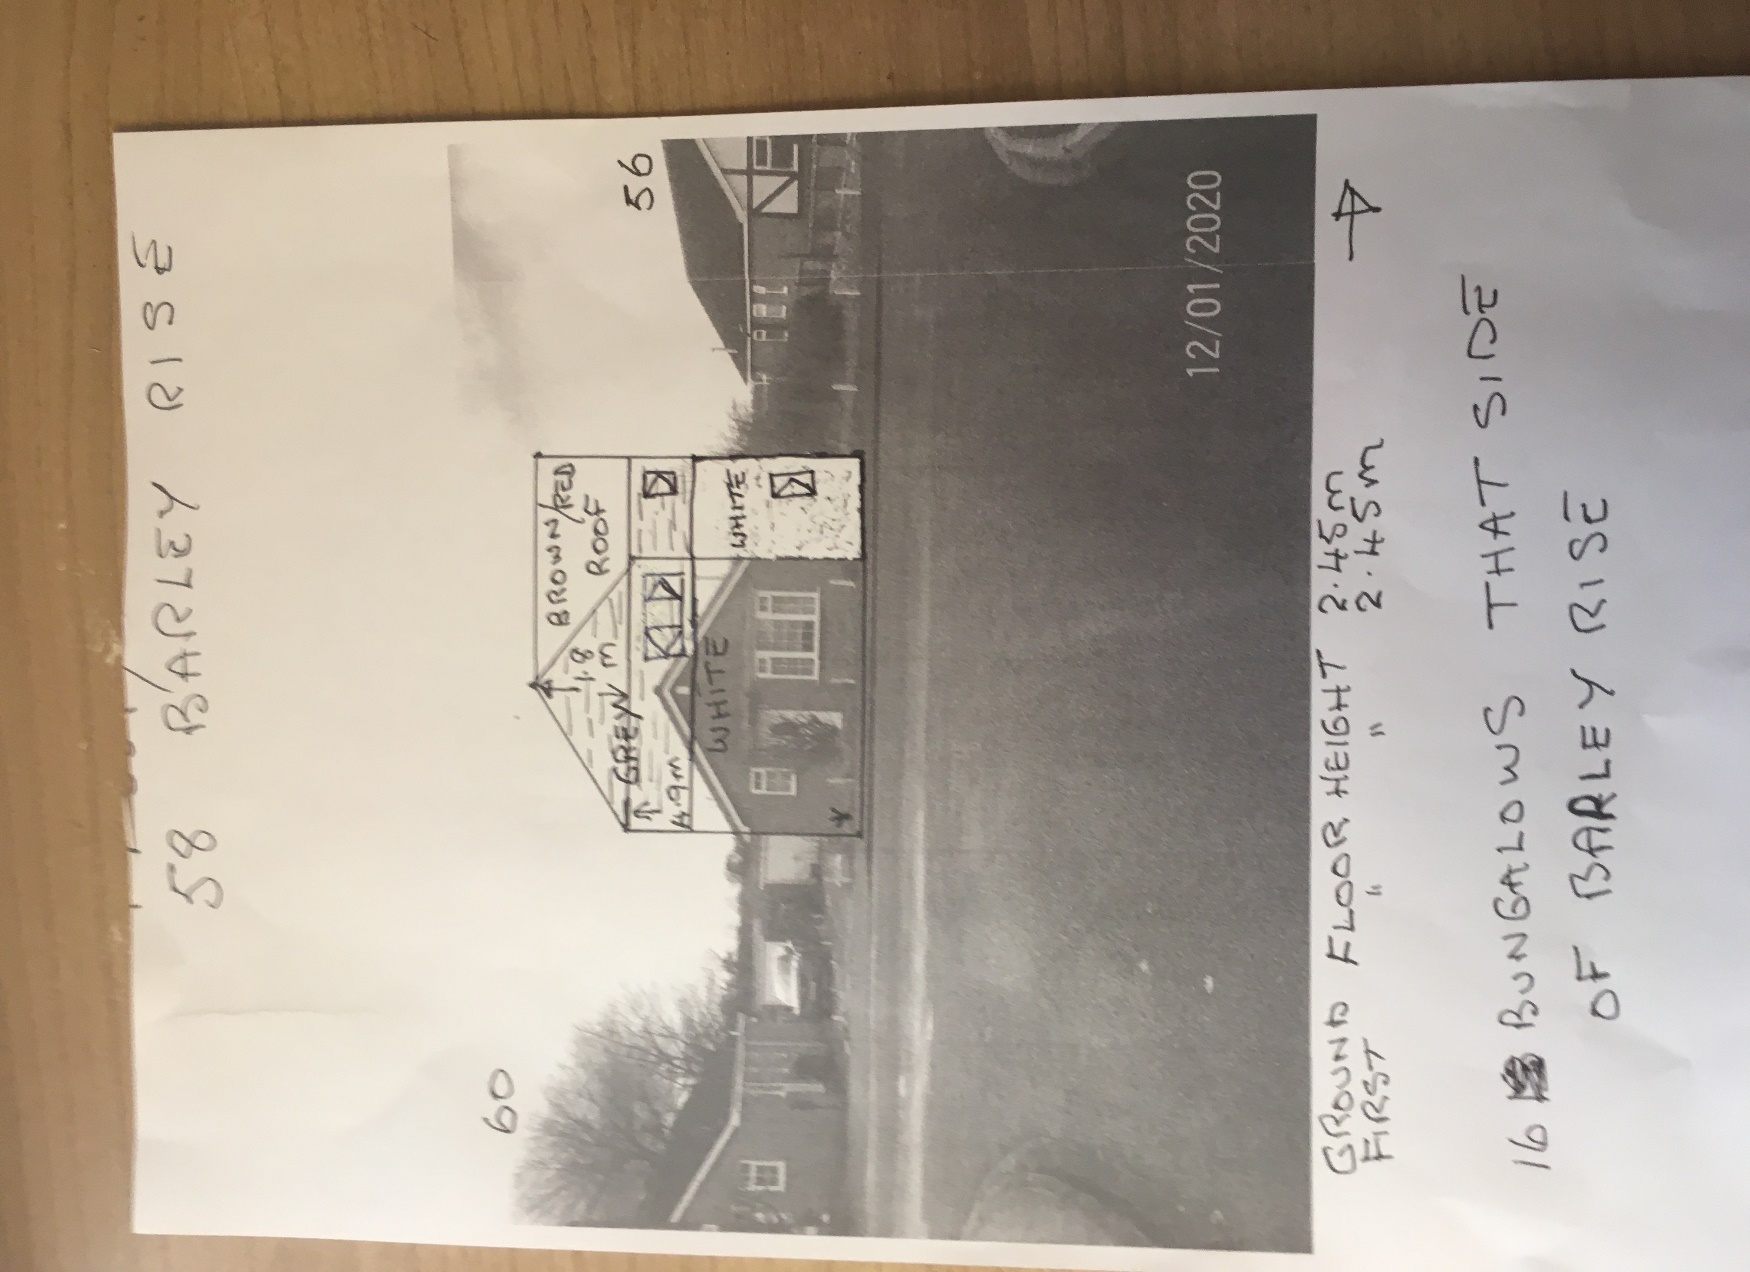 58 BARLEY RISE
60
56
BROWN/RED
ROOF
1.8
m
GREY
4.9m
WHITE
WHITE
12/01/2020
GROUND FLOOR HEIGHT 2.45m
FIRST " " 2.45m
16 BUNGALOWS THAT SIDE
OF BARLEY RISE